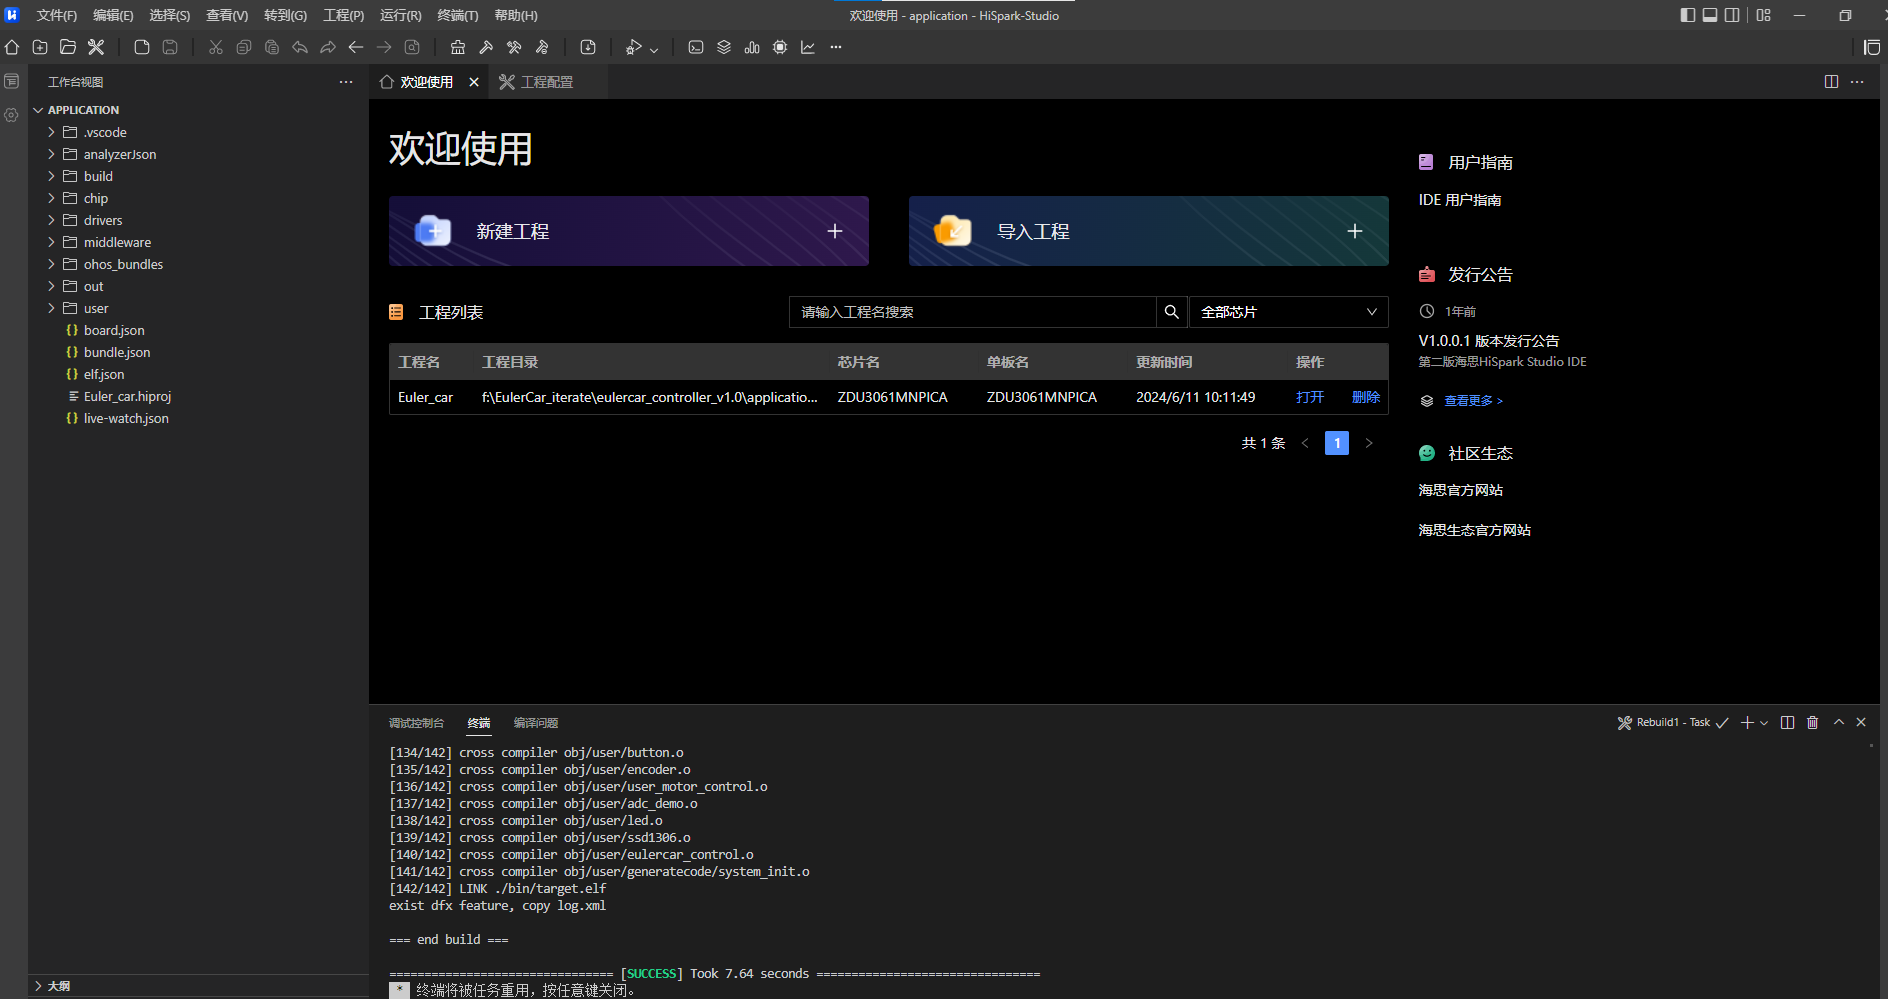 文件(F) 编辑(E) 选择(S) 查看(V) 转到(G) 工程(P) 运行(R) 终端(T) 帮助(H)
欢迎使用 - application - HiSpark-Studio
工作台视图
APPLICATION
.vscode
analyzerJson
build
chip
drivers
middleware
ohos_bundles
out
user
board.json
bundle.json
elf.json
Euler_car.hiproj
live-watch.json
大纲
欢迎使用
工程配置
欢迎使用
新建工程
导入工程
工程列表
请输入工程名搜索
全部芯片
工程名 工程目录 芯片名 单板名 更新时间 操作
Euler_car f:\EulerCar_iterate\eulercar_controller_v1.0\applicatio... ZDU3061MNPICA ZDU3061MNPICA 2024/6/11 10:11:49 打开 删除
共 1 条 < 1 >
用户指南
IDE 用户指南
发行公告
1年前
V1.0.0.1 版本发行公告
第二版海思HiSpark Studio IDE
查看更多 >
社区生态
海思官方网站
海思生态官方网站
调试控制台 终端 编译问题
Rebuild1 - Task
[134/142] cross compiler obj/user/button.o
[135/142] cross compiler obj/user/encoder.o
[136/142] cross compiler obj/user/user_motor_control.o
[137/142] cross compiler obj/user/adc_demo.o
[138/142] cross compiler obj/user/led.o
[139/142] cross compiler obj/user/ssd1306.o
[140/142] cross compiler obj/user/eulercar_control.o
[141/142] cross compiler obj/user/generatecode/system_init.o
[142/142] LINK ./bin/target.elf
exist dfx feature, copy log.xml
=== end build ===
================================ [SUCCESS] Took 7.64 seconds ================================
* 终端将被任务重用，按任意键关闭。